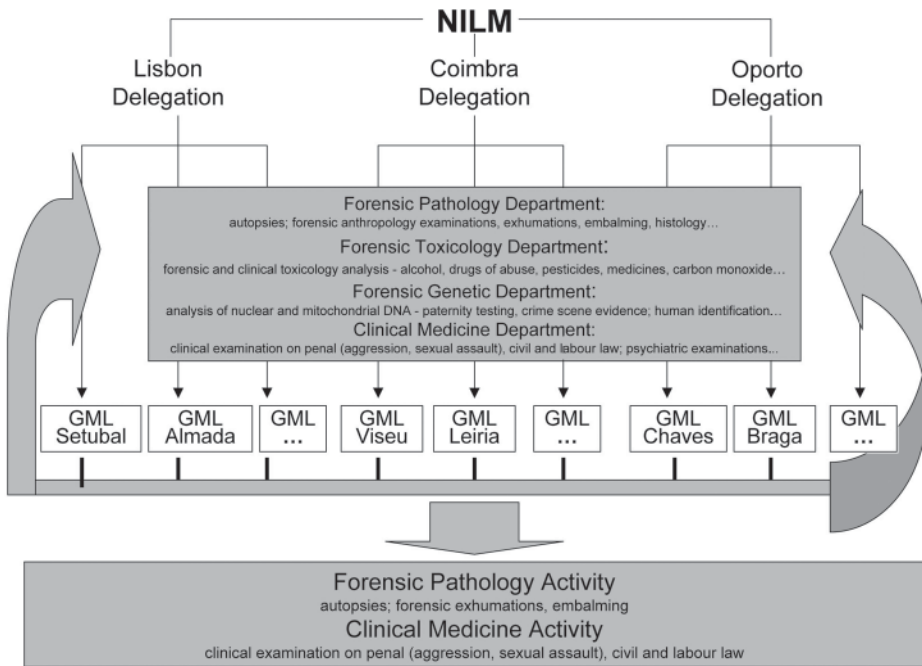 NILM
Lisbon
Delegation
Coimbra
Delegation
Oporto
Delegation
Forensic Pathology Department:
autopsies; forensic anthropology examinations, exhumations, embalming, histology...
Forensic Toxicology Department:
forensic and clinical toxicology analysis - alcohol, drugs of abuse, pesticides, medicines, carbon monoxide...
Forensic Genetic Department:
analysis of nuclear and mitochondrial DNA - paternity testing, crime scene evidence; human identification...
Clinical Medicine Department:
clinical examination on penal (aggression, sexual assault), civil and labour law; psychiatric examinations...
GML
Setubal
GML
Almada
GML
...
GML
Viseu
GML
Leiria
GML
...
GML
Chaves
GML
Braga
GML
...
Forensic Pathology Activity
autopsies; forensic exhumations, embalming
Clinical Medicine Activity
clinical examination on penal (aggression, sexual assault), civil and labour law